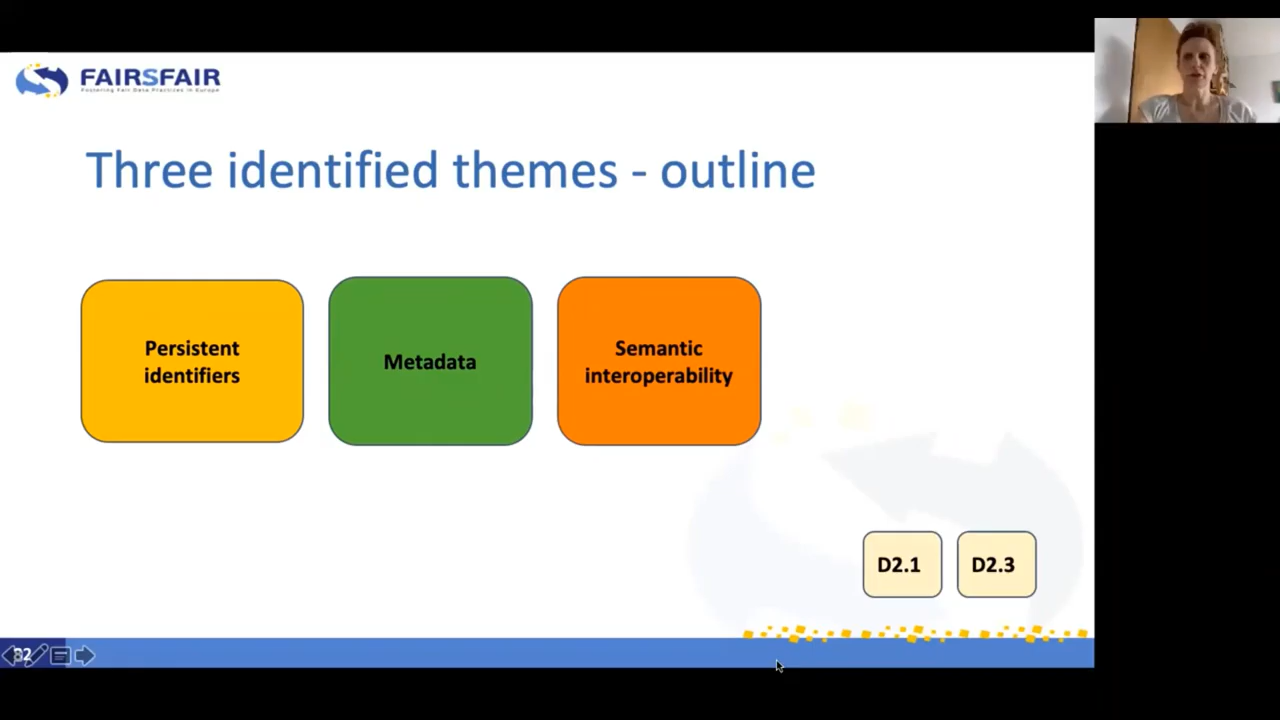 FAIRSFAIR
Fostering Fair Data Practices in Europe
Three identified themes - outline
Persistent
identifiers
Metadata
Semantic
interoperability
D2.1
D2.3
32